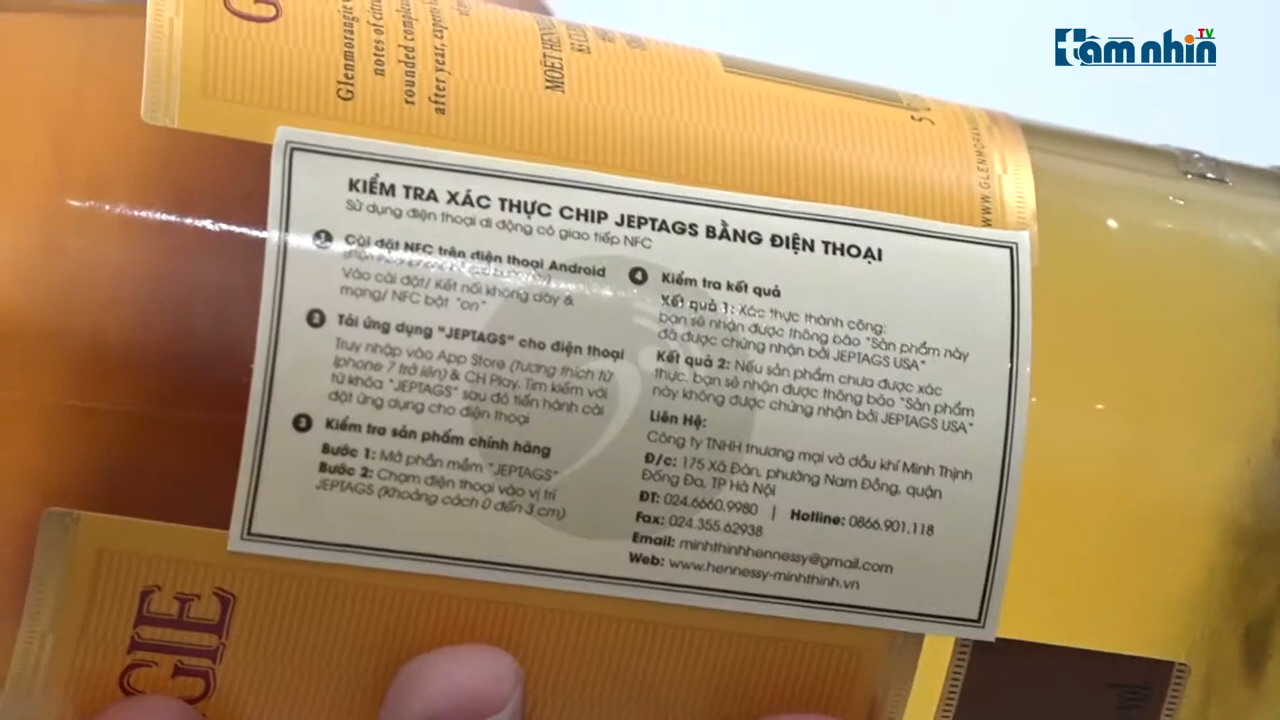 tầm nhìn
TV
Glenmorangie
notes of citru
rounded
after year, experts
MOËT HENN
WWW.GLENMORAN
KIỂM TRA XÁC THỰC CHIP JEPTAGS BẰNG ĐIỆN THOẠI
Sử dụng điện thoại di động có giao tiếp NFC
1 Cài đặt NFC trên điện thoại Android
Vào cài đặt/ Kết nối không dây &
mạng/ NFC bật "on"
2 Tải ứng dụng "JEPTAGS" cho điện thoại
Truy nhập vào App Store (tương thích từ
Iphone 7 trở lên) & CH Play. Tìm kiếm với
từ khóa "JEPTAGS" sau đó tiến hành cài
đặt ứng dụng cho điện thoại
3 Kiểm tra sản phẩm chính hãng
Bước 1: Mở phần mềm "JEPTAGS"
Bước 2: Chạm điện thoại vào vị trí
JEPTAGS (Khoảng cách 0 đến 3 cm)
4 Kiểm tra kết quả
Kết quả 1: Xác thực thành công:
bạn sẽ nhận được thông báo "Sản phẩm này
đã được chứng nhận bởi JEPTAGS USA"
Kết quả 2: Nếu sản phẩm chưa được xác
thực, bạn sẽ nhận được thông báo "Sản phẩm
này không được chứng nhận bởi JEPTAGS USA"
Liên Hệ:
Công ty TNHH thương mại và dầu khí Minh Thịnh
Đ/c: 175 Xã Đàn, phường Nam Đồng, quận
Đống Đa, TP Hà Nội
ĐT: 024.6660.9980 | Hotline: 0866.901.118
Fax: 024.355.62938
Email: minhthinhhennessy@gmail.com
Web: www.hennessy-minhthinh.vn
GIE